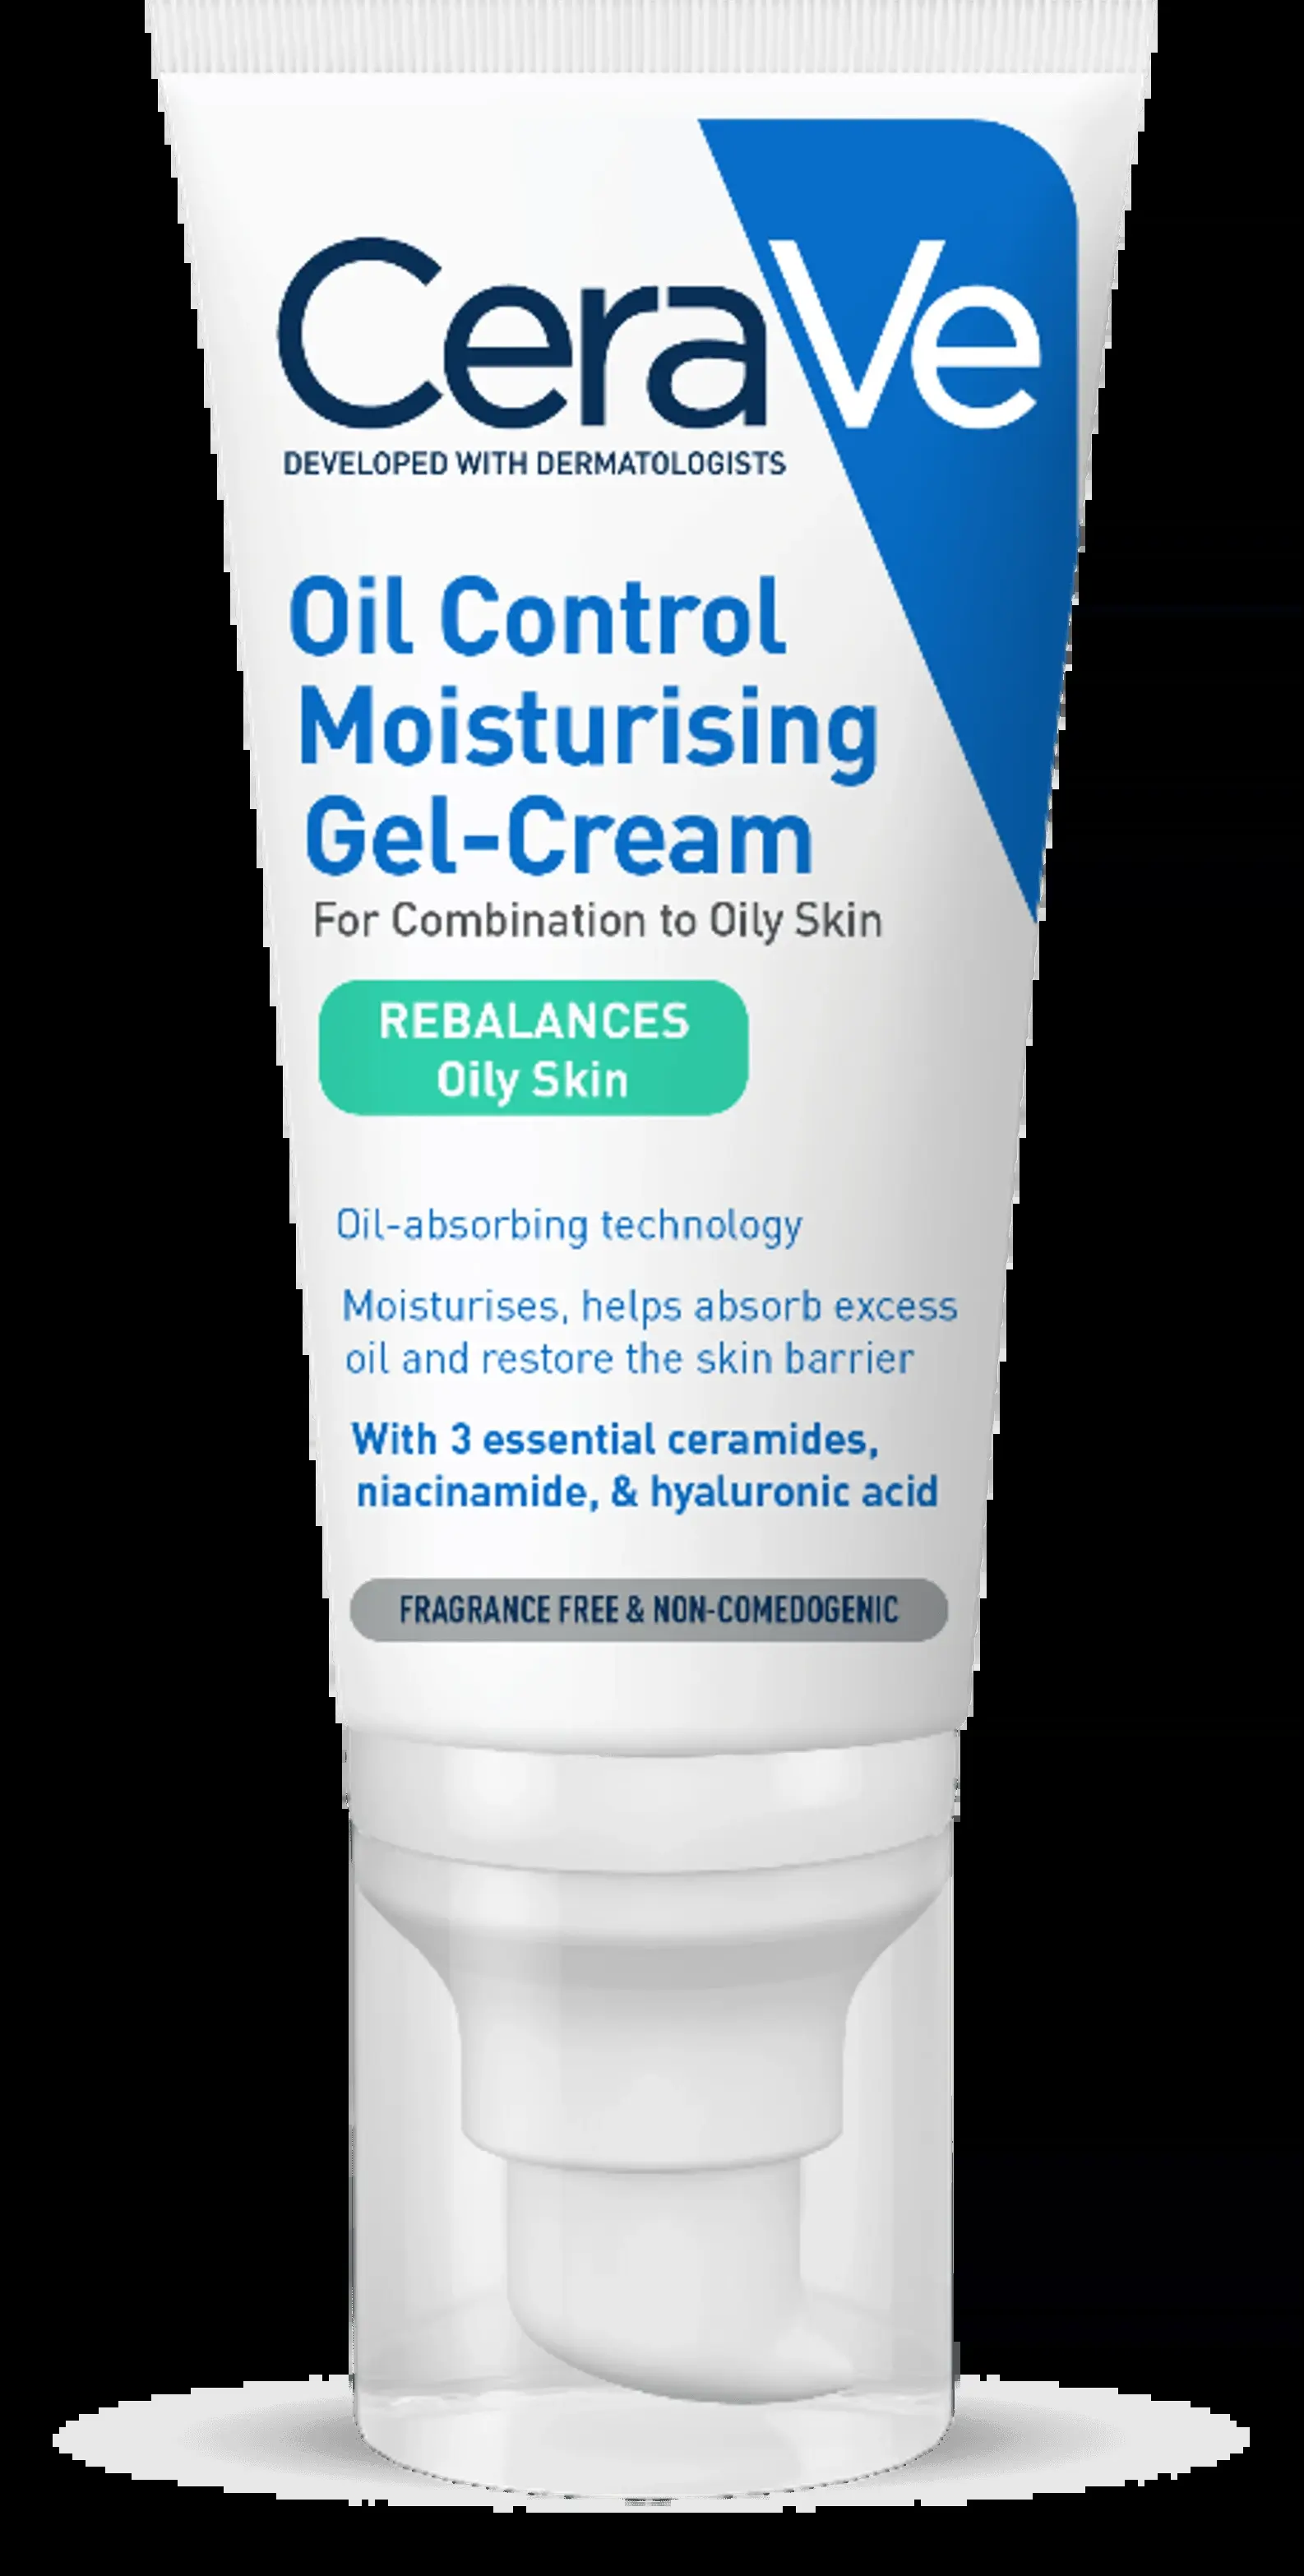 CeraVe
DEVELOPED WITH DERMATOLOGISTS
Oil Control
Moisturising
Gel-Cream
For Combination to Oily Skin
REBALANCES
Oily Skin
Oil-absorbing technology
Moisturises, helps absorb excess
oil and restore the skin barrier
With 3 essential ceramides,
niacinamide, & hyaluronic acid
FRAGRANCE FREE & NON-COMEDOGENIC